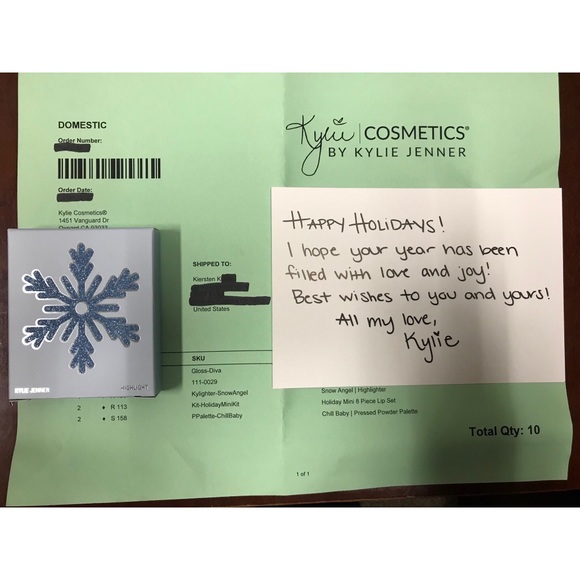 DOMESTIC
Order Number:
Order Date:
Kylie Cosmetics®
1451 Vanguard Dr
Oxnard CA 93033
Kylie | COSMETICS®
BY KYLIE JENNER
SHIPPED TO:
Kiersten K
United States
HAPPY HOLIDAYS!
I hope your year has been
filled with love and joy!
Best wishes to you and yours!
All my love,
Kylie
KYLIE JENNER
HIGHLIGHT
SKU
Gloss-Diva
111-0029
Kylighter-SnowAngel Snow Angel | Highlighter
2 ♦ R 113 Kit-HolidayMiniKit Holiday Mini 8 Piece Lip Set
2 ♦ S 158 PPalette-ChillBaby Chill Baby | Pressed Powder Palette
Total Qty: 10
1 of 1